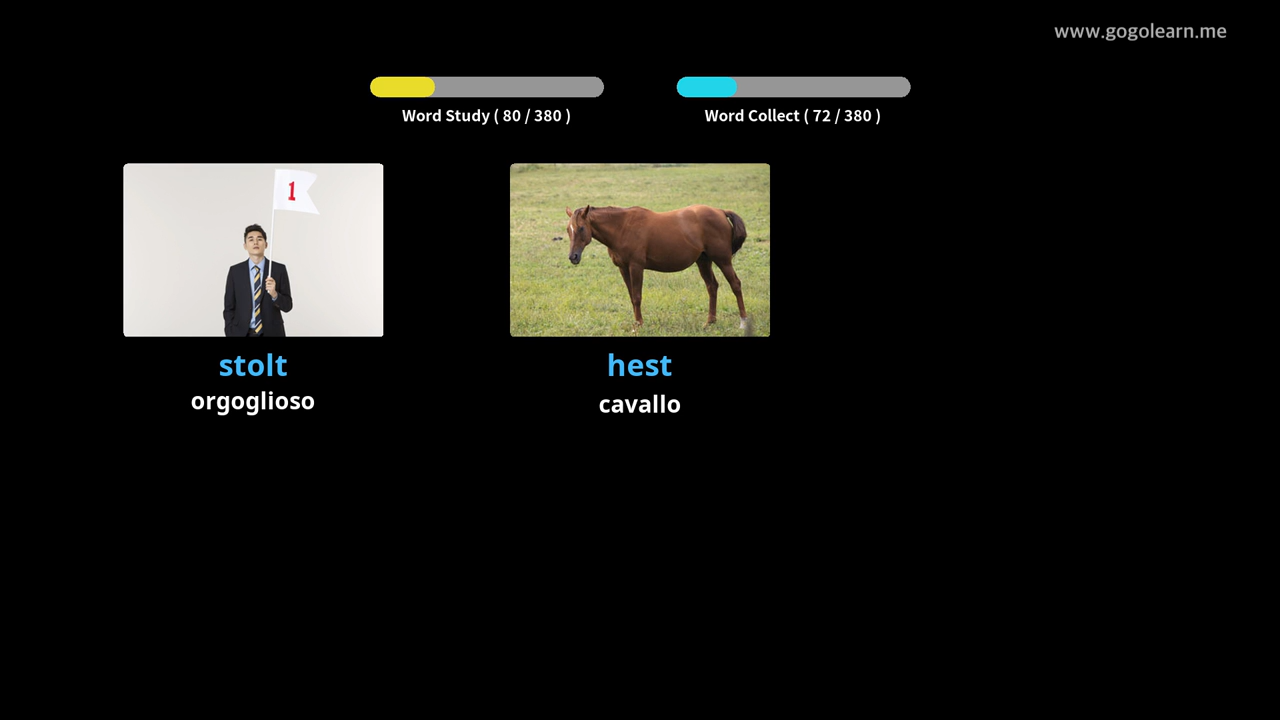 www.gogolearn.me
Word Study ( 80 / 380 )
Word Collect ( 72 / 380 )
1
stolt
orgoglioso
hest
cavallo